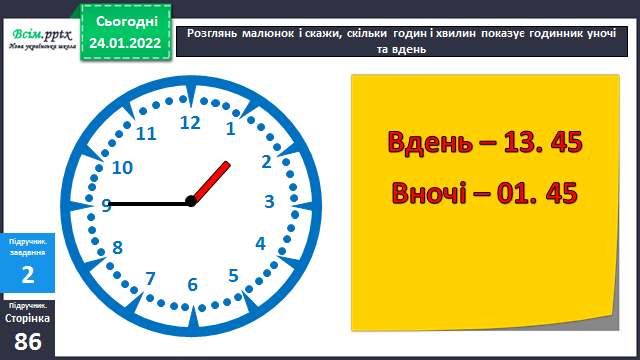 Всім.pptx
Нова українська школа
Сьогодні
24.01.2022
Розглянь малюнок і скажи, скільки годин і хвилин показує годинник уночі
та вдень
12
1
2
3
4
5
6
7
8
9
10
11
Вдень – 13. 45
Вночі – 01. 45
Підручник.
завдання
2
Підручник.
Сторінка
86